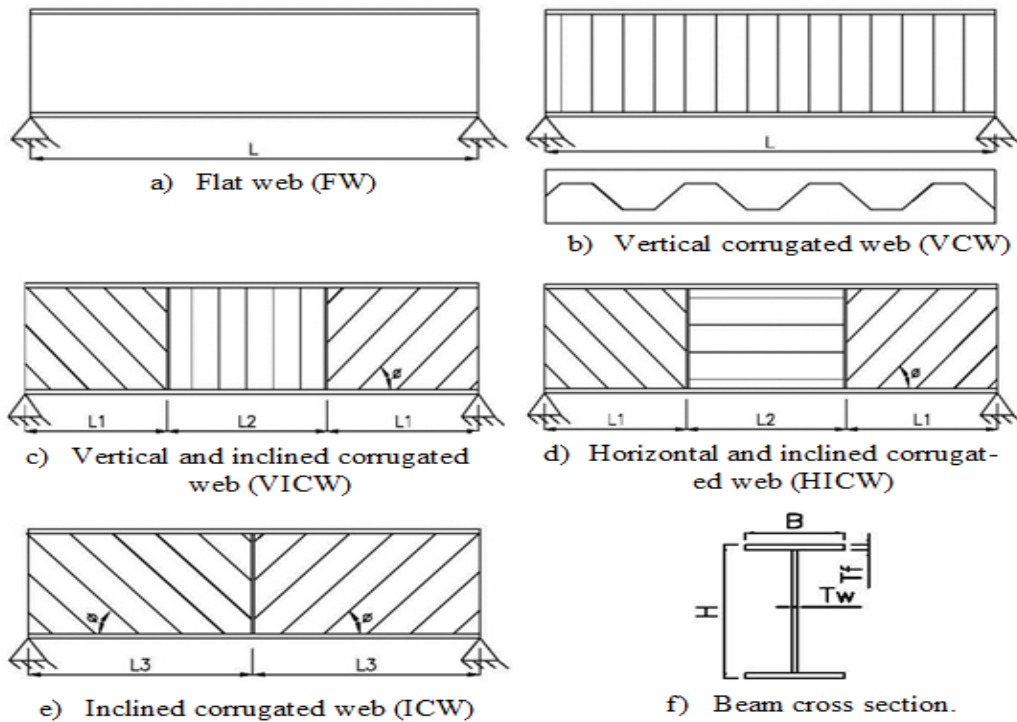 L
L
a) Flat web (FW)
b) Vertical corrugated web (VCW)
ø
L1 L2 L1
ø
L1 L2 L1
c) Vertical and inclined corrugated
web (VICW)
d) Horizontal and inclined corrugat-
ed web (HICW)
ø ø
L3 L3
e) Inclined corrugated web (ICW)
B
Tf
Tw
H
f) Beam cross section.